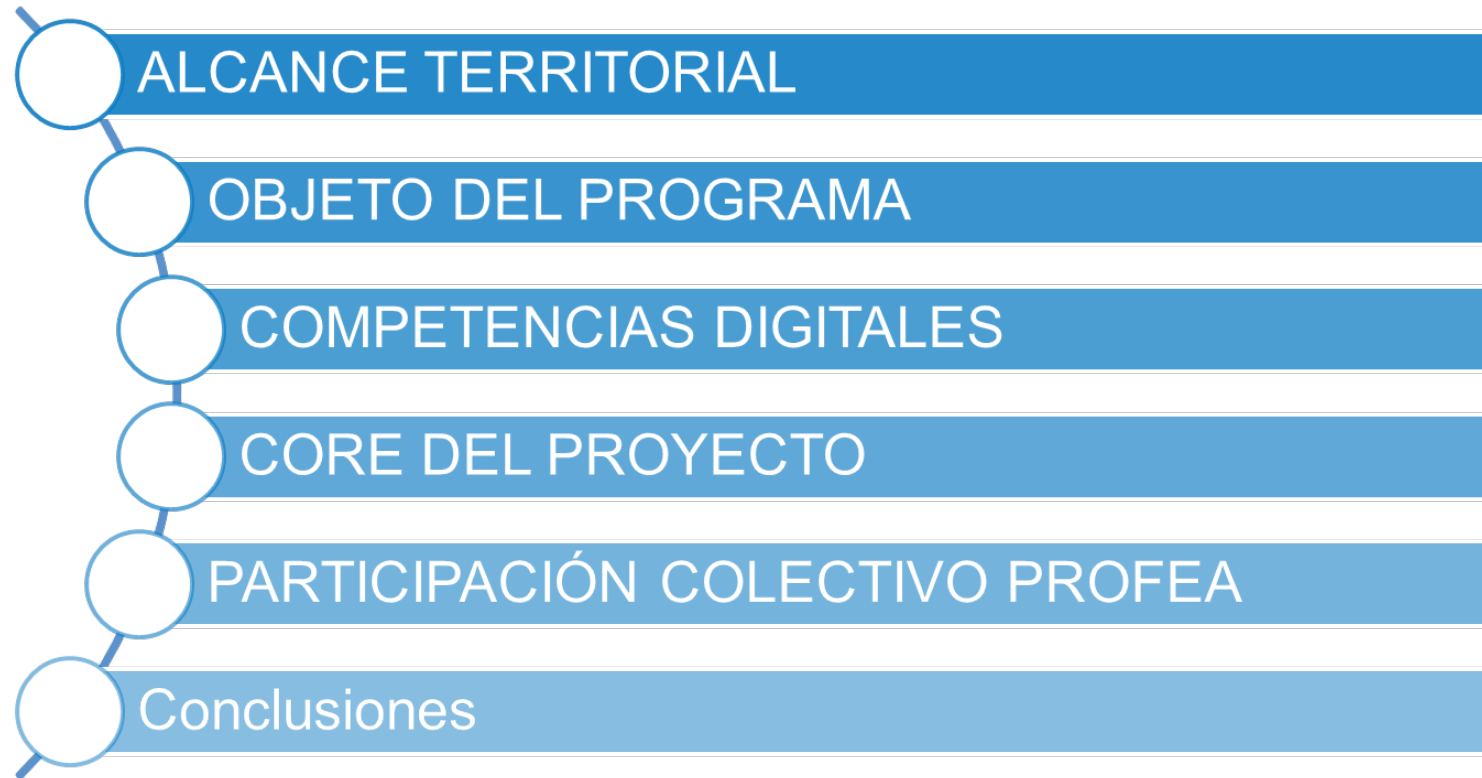 ALCANCE TERRITORIAL
OBJETO DEL PROGRAMA
COMPETENCIAS DIGITALES
CORE DEL PROYECTO
PARTICIPACIÓN COLECTIVO PROFEA
Conclusiones